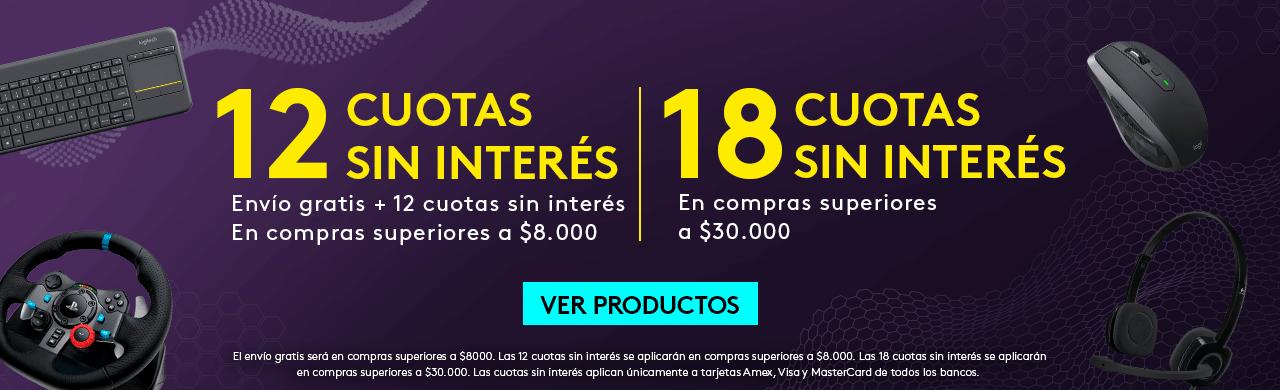 12 CUOTAS
SIN INTERÉS
Envío gratis + 12 cuotas sin interés
En compras superiores a $8.000
18 CUOTAS
SIN INTERÉS
En compras superiores
a $30.000
VER PRODUCTOS
El envío gratis será en compras superiores a $8000. Las 12 cuotas sin interés se aplicarán en compras superiores a $8.000. Las 18 cuotas sin interés se aplicarán
en compras superiores a $30.000. Las cuotas sin interés aplican únicamente a tarjetas Amex, Visa y MasterCard de todos los bancos.
logitech
logi